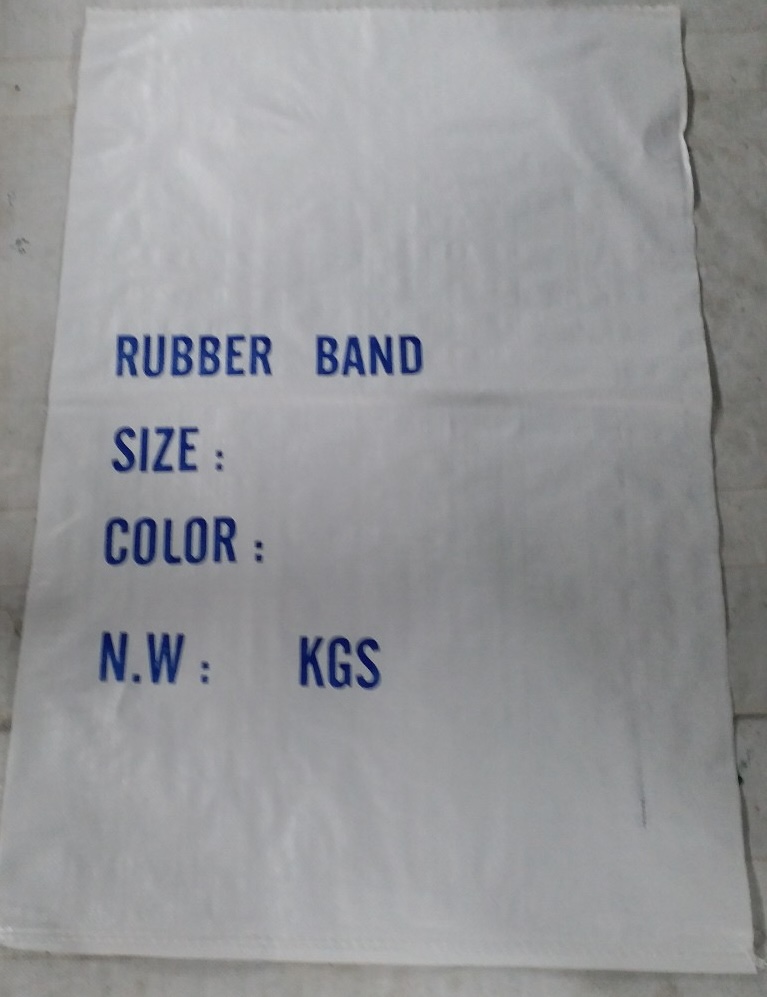 RUBBER BAND
SIZE :
COLOR :
N.W : KGS